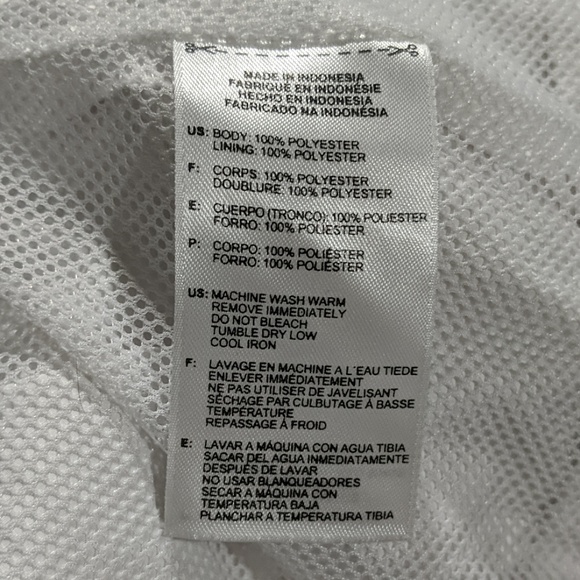 MADE IN INDONESIA
FABRIQUÉ EN INDONÉSIE
HECHO EN INDONESIA
FABRICADO NA INDONÉSIA
US: BODY: 100% POLYESTER
LINING: 100% POLYESTER
F: CORPS: 100% POLYESTER
DOUBLURE: 100% POLYESTER
E: CUERPO (TRONCO): 100% POLIESTER
FORRO: 100% POLIESTER
P: CORPO: 100% POLIÉSTER
FORRO: 100% POLIÉSTER
US: MACHINE WASH WARM
REMOVE IMMEDIATELY
DO NOT BLEACH
TUMBLE DRY LOW
COOL IRON
F: LAVAGE EN MACHINE A L´EAU TIEDE
ENLEVER IMMÉDIATEMENT
NE PAS UTILISER DE JAVELISANT
SÉCHAGE PAR CULBUTAGE À BASSE
TEMPÉRATURE
REPASSAGE À FROID
E: LAVAR A MÁQUINA CON AGUA TIBIA
SACAR DEL AGUA INMEDIATAMENTE
DESPUÉS DE LAVAR
NO USAR BLANQUEADORES
SECAR A MÁQUINA CON
TEMPERATURA BAJA
PLANCHAR A TEMPERATURA TIBIA